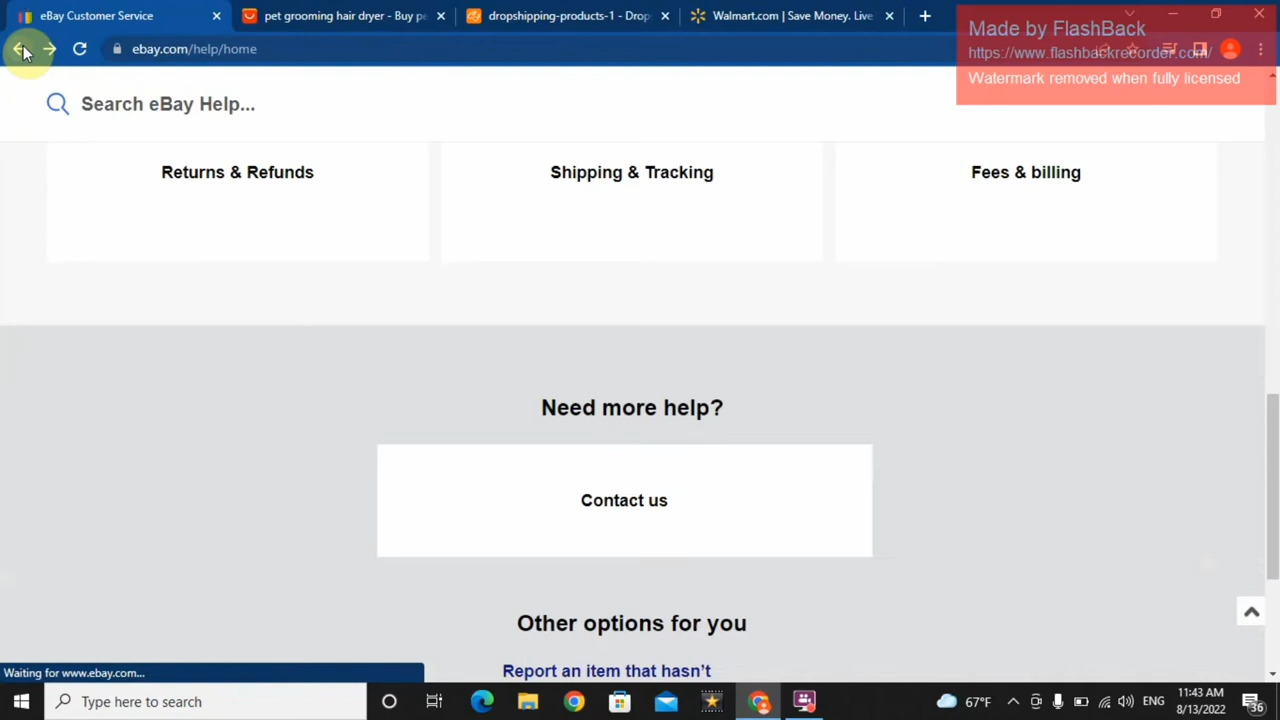 eBay Customer Service
pet grooming hair dryer - Buy pe
dropshipping-products-1 - Drop
Walmart.com | Save Money. Live
Made by FlashBack
https://www.flashbackrecorder.com/
Watermark removed when fully licensed
ebay.com/help/home
Search eBay Help...
Returns & Refunds
Shipping & Tracking
Fees & billing
Need more help?
Contact us
Other options for you
Report an item that hasn't
Waiting for www.ebay.com...
Type here to search
67°F
ENG
11:43 AM
8/13/2022
36